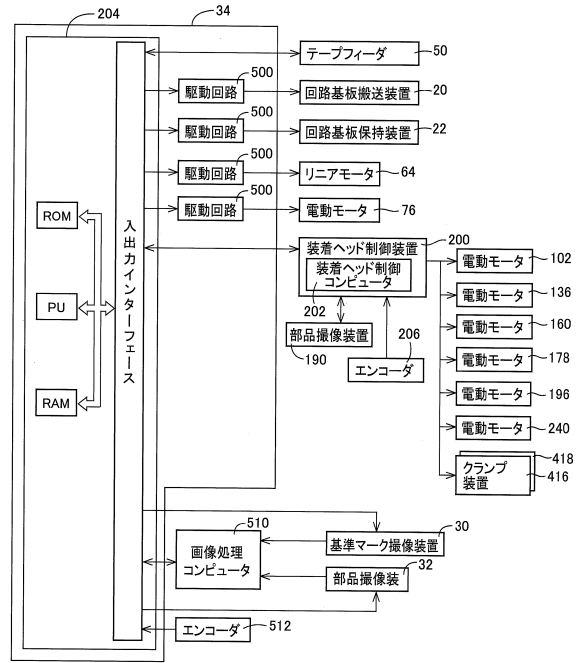 34
204
テープフィーダ
50
500
駆動回路
回路基板搬送装置
20
500
駆動回路
回路基板保持装置
22
500
駆動回路
リニアモータ
64
500
駆動回路
電動モータ
76
ROM
PU
RAM
入出力インターフェース
装着ヘッド制御装置
200
装着ヘッド制御
コンピュータ
202
部品撮像装置
190
206
エンコーダ
電動モータ
102
電動モータ
136
電動モータ
160
電動モータ
178
電動モータ
196
電動モータ
240
クランプ
装置
418
416
510
画像処理
コンピュータ
30
基準マーク撮像装置
32
部品撮像装
エンコーダ
512